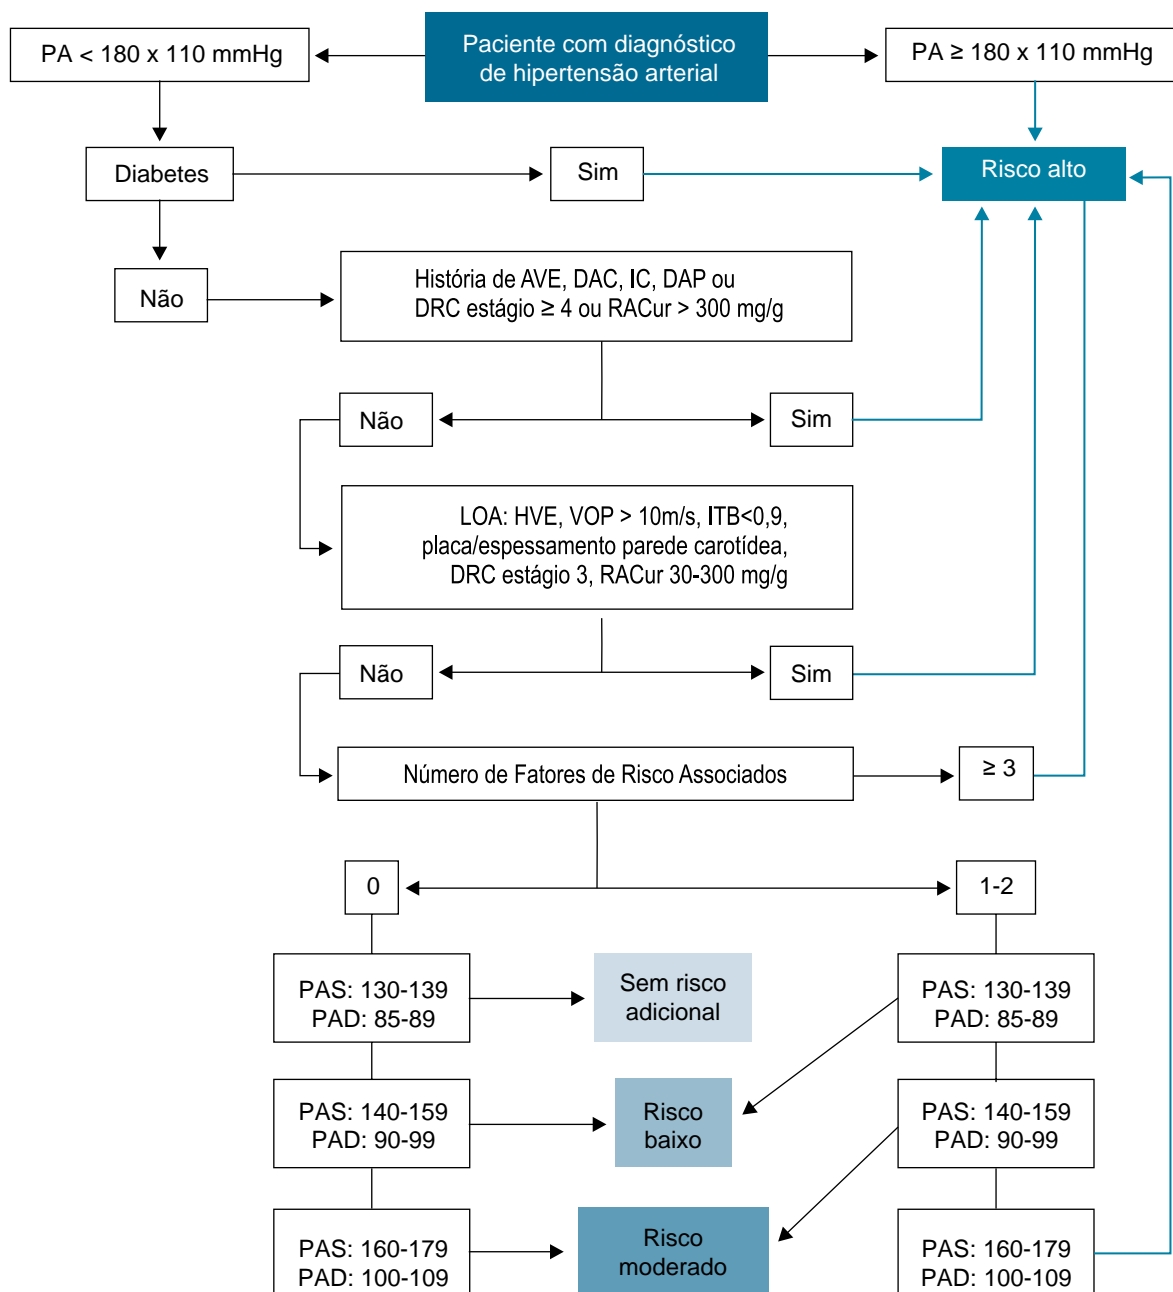 PA < 180 x 110 mmHg
Paciente com diagnóstico
de hipertensão arterial
PA ≥ 180 x 110 mmHg
Diabetes
Sim
Risco alto
Não
História de AVE, DAC, IC, DAP ou
DRC estágio ≥ 4 ou RACur > 300 mg/g
Não
Sim
LOA: HVE, VOP > 10m/s, ITB<0,9,
placa/espessamento parede carotídea,
DRC estágio 3, RACur 30-300 mg/g
Não
Sim
Número de Fatores de Risco Associados
≥ 3
0
1-2
PAS: 130-139
PAD: 85-89
Sem risco
adicional
PAS: 130-139
PAD: 85-89
PAS: 140-159
PAD: 90-99
Risco
baixo
PAS: 140-159
PAD: 90-99
PAS: 160-179
PAD: 100-109
Risco
moderado
PAS: 160-179
PAD: 100-109